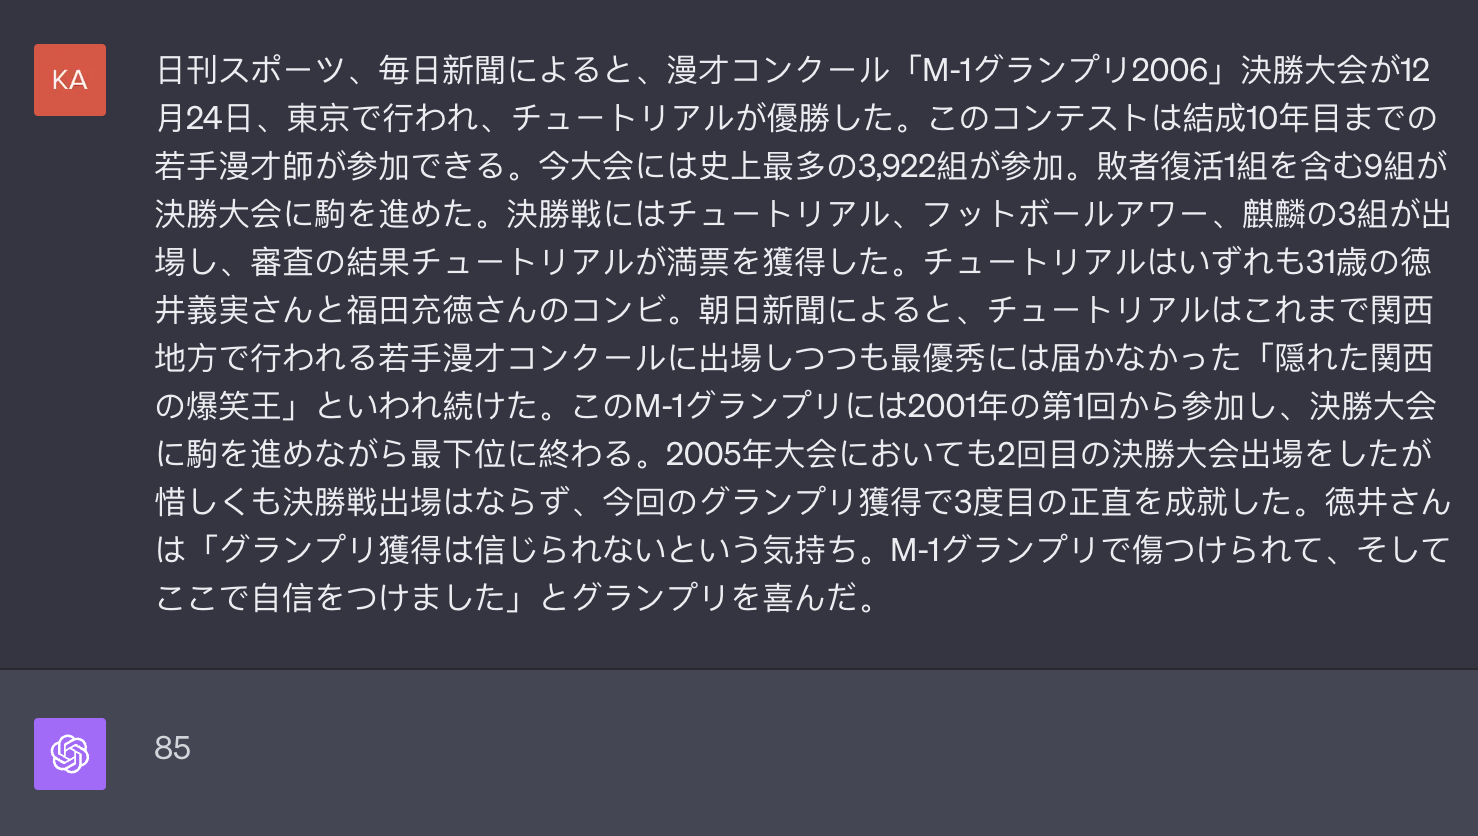 KA
日刊スポーツ、毎日新聞によると、漫才コンクール「M-1グランプリ2006」決勝大会が12
月24日、東京で行われ、チュートリアルが優勝した。このコンテストは結成10年目までの
若手漫才師が参加できる。今大会には史上最多の3,922組が参加。敗者復活1組を含む9組が
決勝大会に駒を進めた。決勝戦にはチュートリアル、フットボールアワー、麒麟の3組が出
場し、審査の結果チュートリアルが満票を獲得した。チュートリアルはいずれも31歳の徳
井義実さんと福田充徳さんのコンビ。朝日新聞によると、チュートリアルはこれまで関西
地方で行われる若手漫才コンクールに出場しつつも最優秀には届かなかった「隠れた関西
の爆笑王」といわれ続けた。このM-1グランプリには2001年の第1回から参加し、決勝大会
に駒を進めながら最下位に終わる。2005年大会においても2回目の決勝大会出場をしたが
惜しくも決勝戦出場はならず、今回のグランプリ獲得で3度目の正直を成就した。徳井さん
は「グランプリ獲得は信じられないという気持ち。M-1グランプリで傷つけられて、そして
ここで自信をつけました」とグランプリを喜んだ。
85